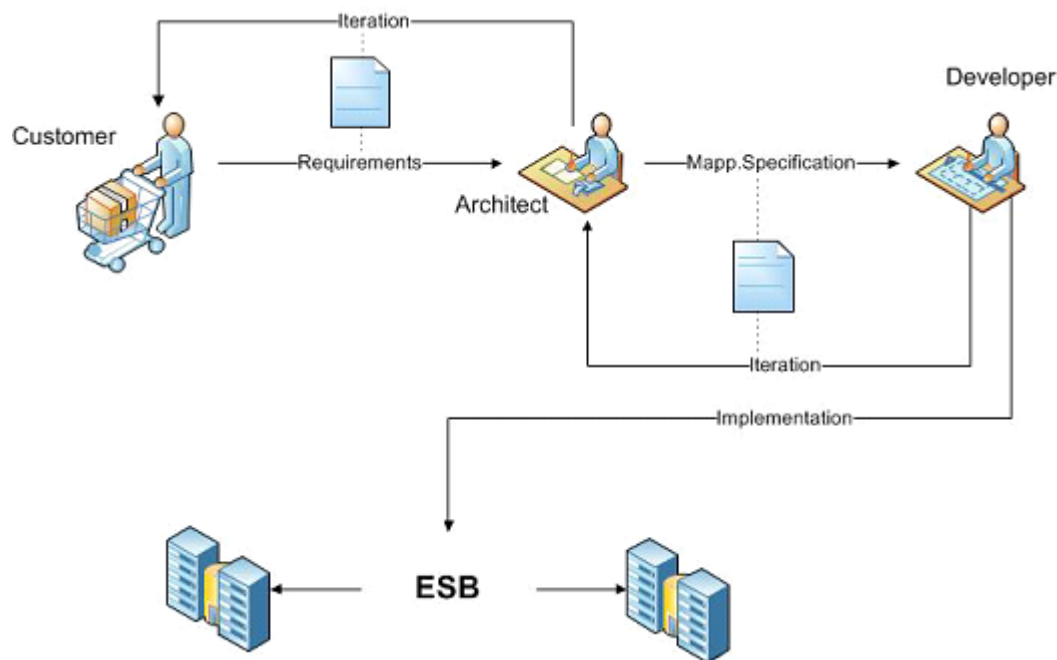 Iteration
Developer
Customer
Requirements
Mapp.Specification
Architect
Iteration
Implementation
ESB